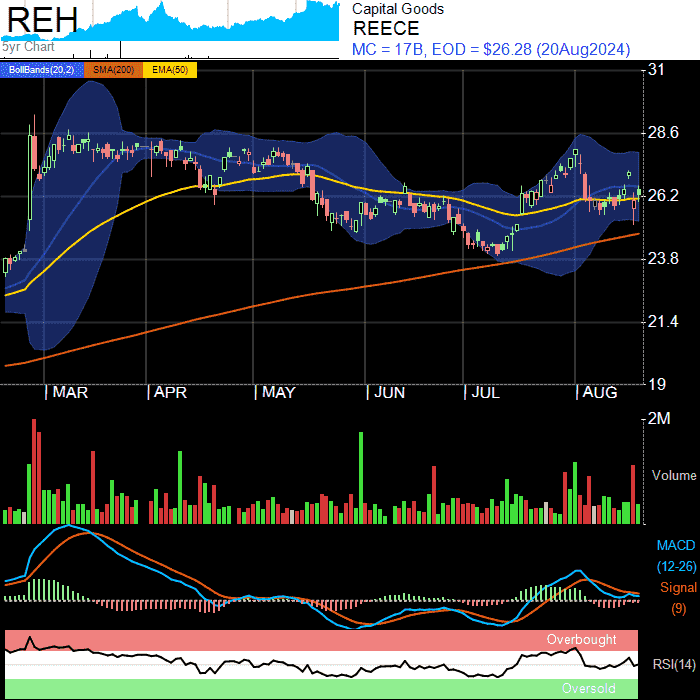 REH
5yr Chart
Capital Goods
REECE
MC = 17B, EOD = $26.28 (20Aug2024)
BollBands(20,2) SMA(200) EMA(50)
31
28.6
26.2
23.8
21.4
19
MAR APR MAY JUN JUL AUG
2M
Volume
MACD
(12-26)
Signal
(9)
Overbought
RSI(14)
Oversold